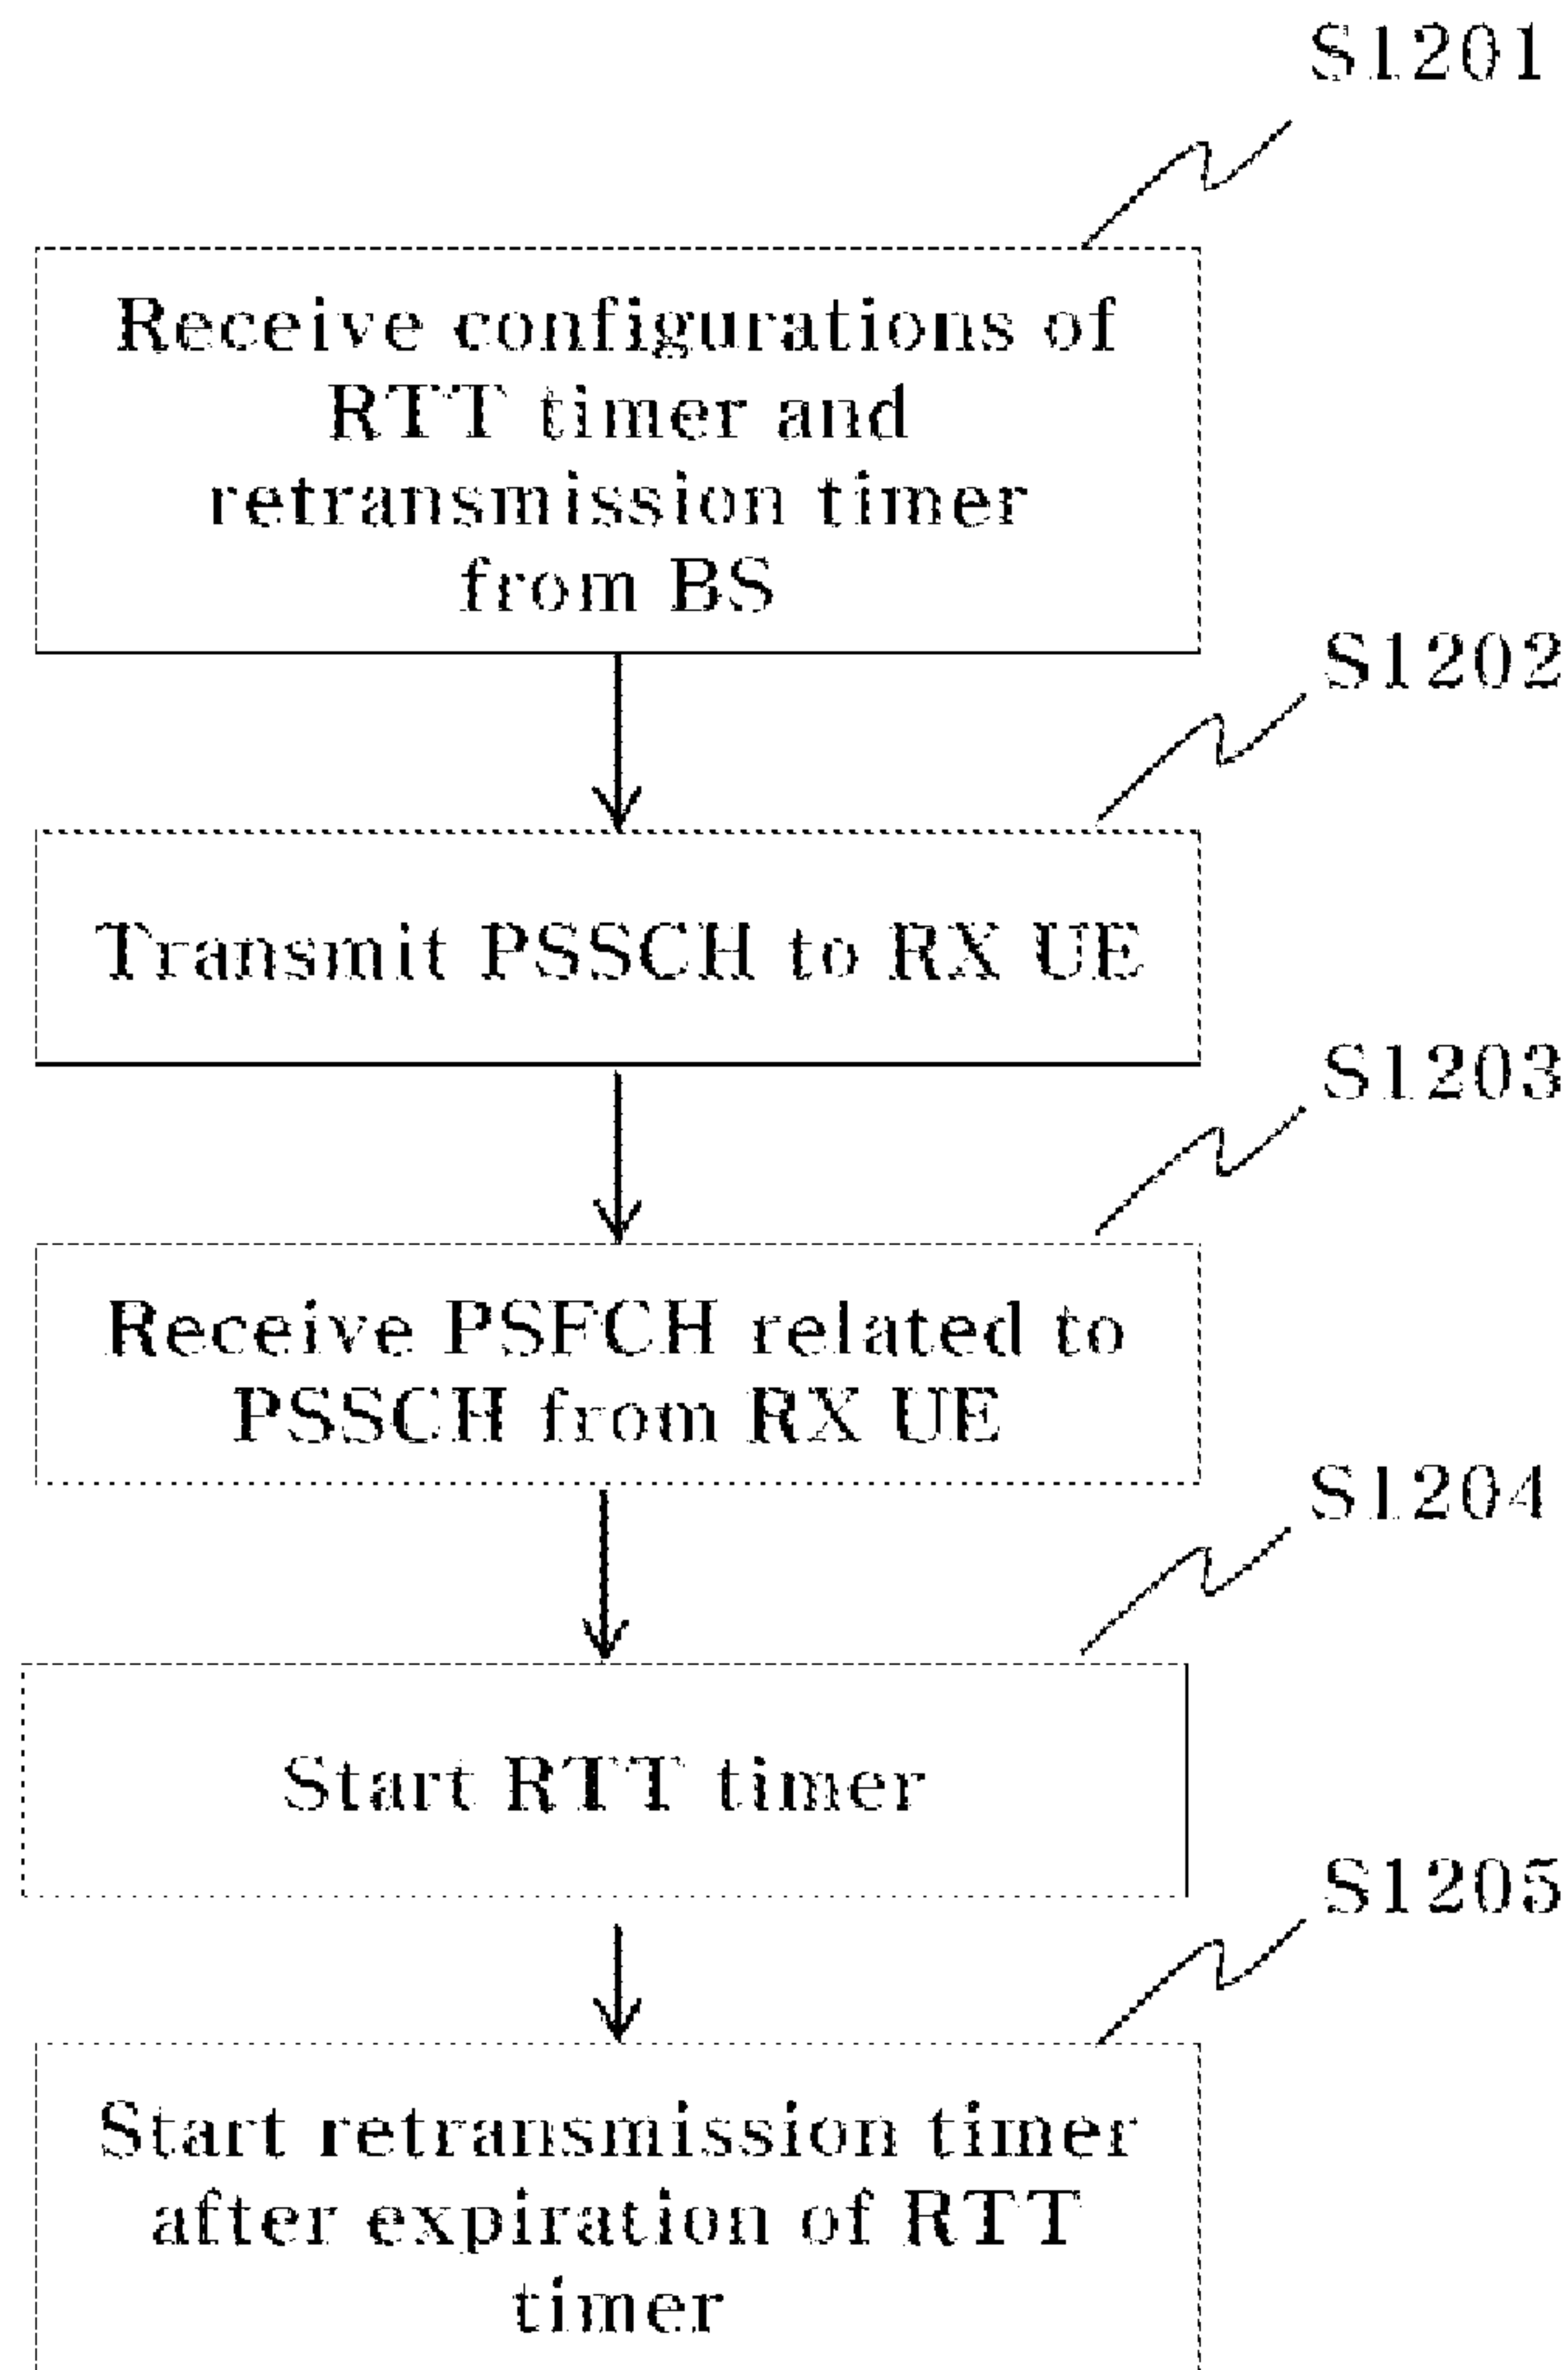 S1201
Receive configurations of
RTT timer and
retransmission timer
from BS
S1202
Transmit PSSCH to RX UE
S1203
Receive PSFCH related to
PSSCH from RX UE
S1204
Start RTT timer
S1205
Start retransmission timer
after expiration of RTT
timer